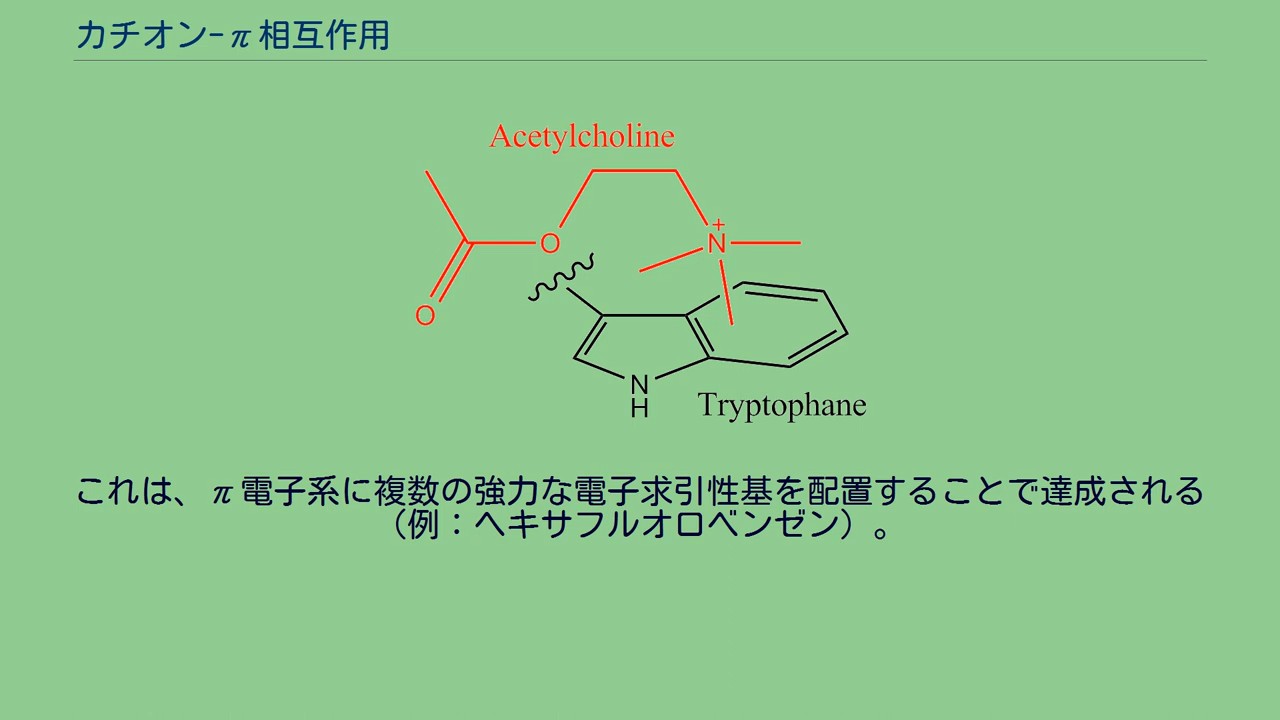 カチオン-π相互作用
Acetylcholine
+
N
O
O
N
H
Tryptophane
これは、π電子系に複数の強力な電子求引性基を配置することで達成される
（例：ヘキサフルオロベンゼン）。